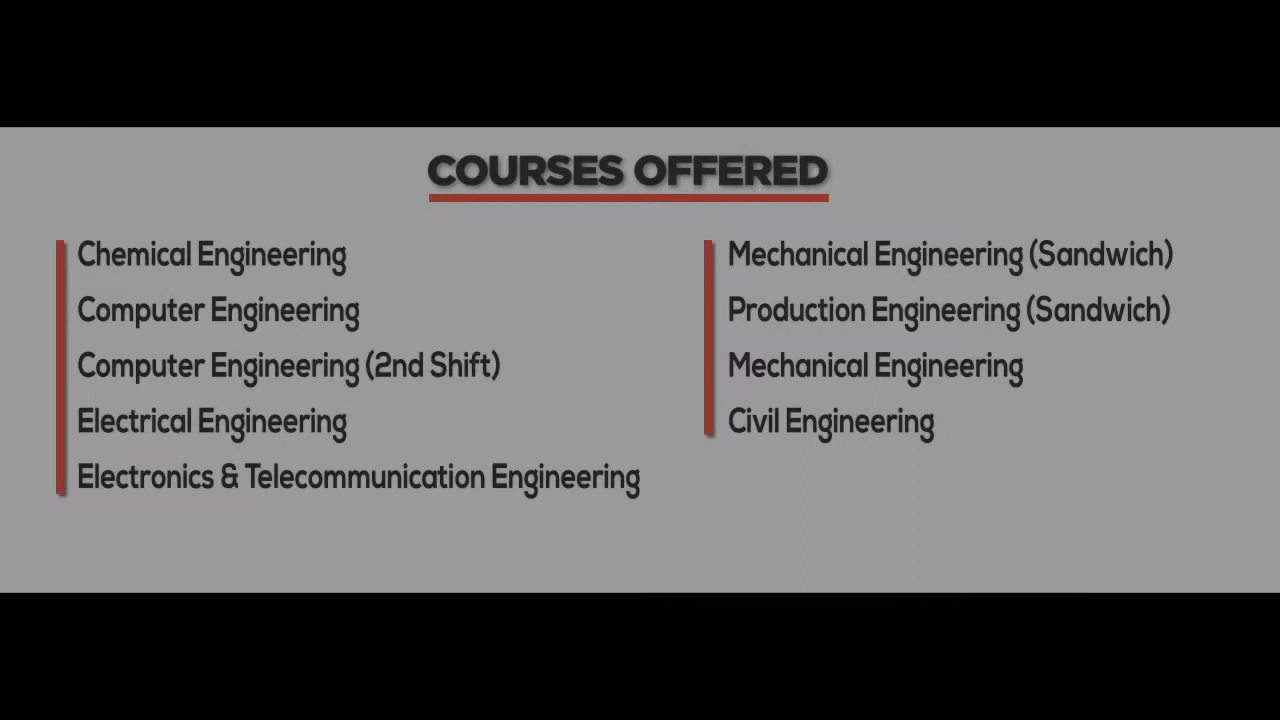 COURSES OFFERED
Chemical Engineering
Computer Engineering
Computer Engineering (2nd Shift)
Electrical Engineering
Electronics & Telecommunication Engineering
Mechanical Engineering (Sandwich)
Production Engineering (Sandwich)
Mechanical Engineering
Civil Engineering